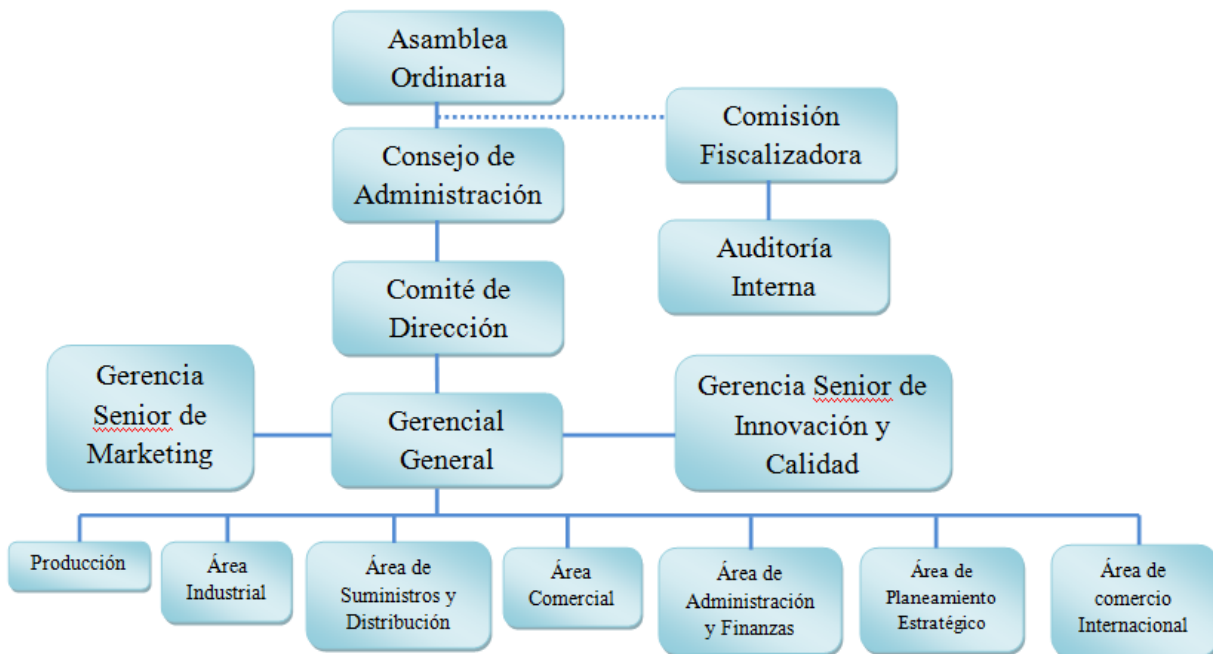 Asamblea
Ordinaria
Comisión
Fiscalizadora
Consejo de
Administración
Auditoría
Interna
Comité de
Dirección
Gerencia
Senior de
Marketing
Gerencial
General
Gerencia Senior de
Innovación y
Calidad
Producción
Área
Industrial
Área de
Suministros y
Distribución
Área
Comercial
Área de
Administración
y Finanzas
Área de
Planeamiento
Estratégico
Área de
comercio
Internacional